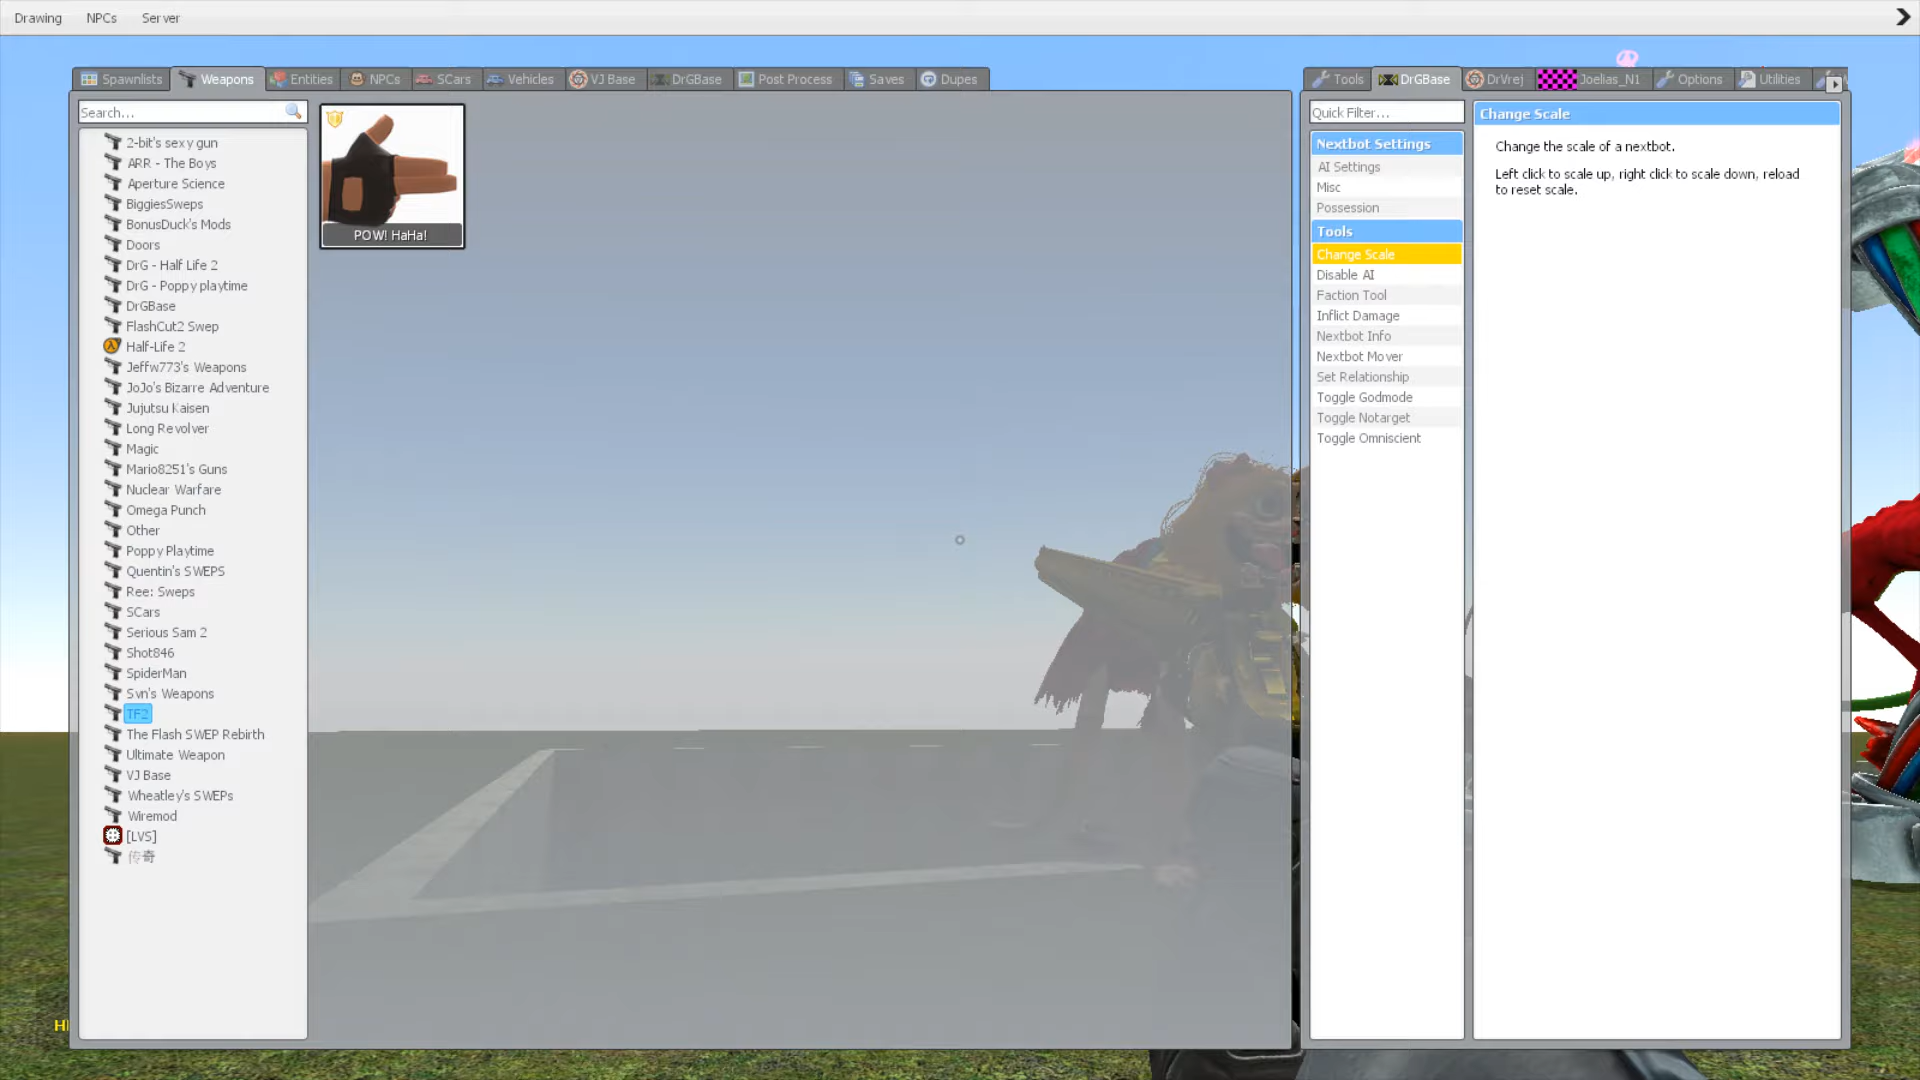 Drawing NPCs Server
Spawnlists Weapons Entities NPCs SCars Vehicles VJ Base DrGBase Post Process Saves Dupes
Tools DrGBase DrVrej Joelias_N1 Options Utilities
Search...
2-bit's sexy gun
ARR - The Boys
Aperture Science
BiggiesSweps
BonusDuck's Mods
Doors
DrG - Half Life 2
DrG - Poppy playtime
DrGBase
FlashCut2 Swep
Half-Life 2
Jeffw773's Weapons
JoJo's Bizarre Adventure
Jujutsu Kaisen
Long Revolver
Magic
Mario8251's Guns
Nuclear Warfare
Omega Punch
Other
Poppy Playtime
Quentin's SWEPS
Ree: Sweps
SCars
Serious Sam 2
Shot846
SpiderMan
Svn's Weapons
TF2
The Flash SWEP Rebirth
Ultimate Weapon
VJ Base
Wheatley's SWEPs
Wiremod
[LVS]
传奇
POW! HaHa!
Quick Filter...
Nextbot Settings
AI Settings
Misc
Possession
Tools
Change Scale
Disable AI
Faction Tool
Inflict Damage
Nextbot Info
Nextbot Mover
Set Relationship
Toggle Godmode
Toggle Notarget
Toggle Omniscient
Change Scale
Change the scale of a nextbot.
Left click to scale up, right click to scale down, reload
to reset scale.